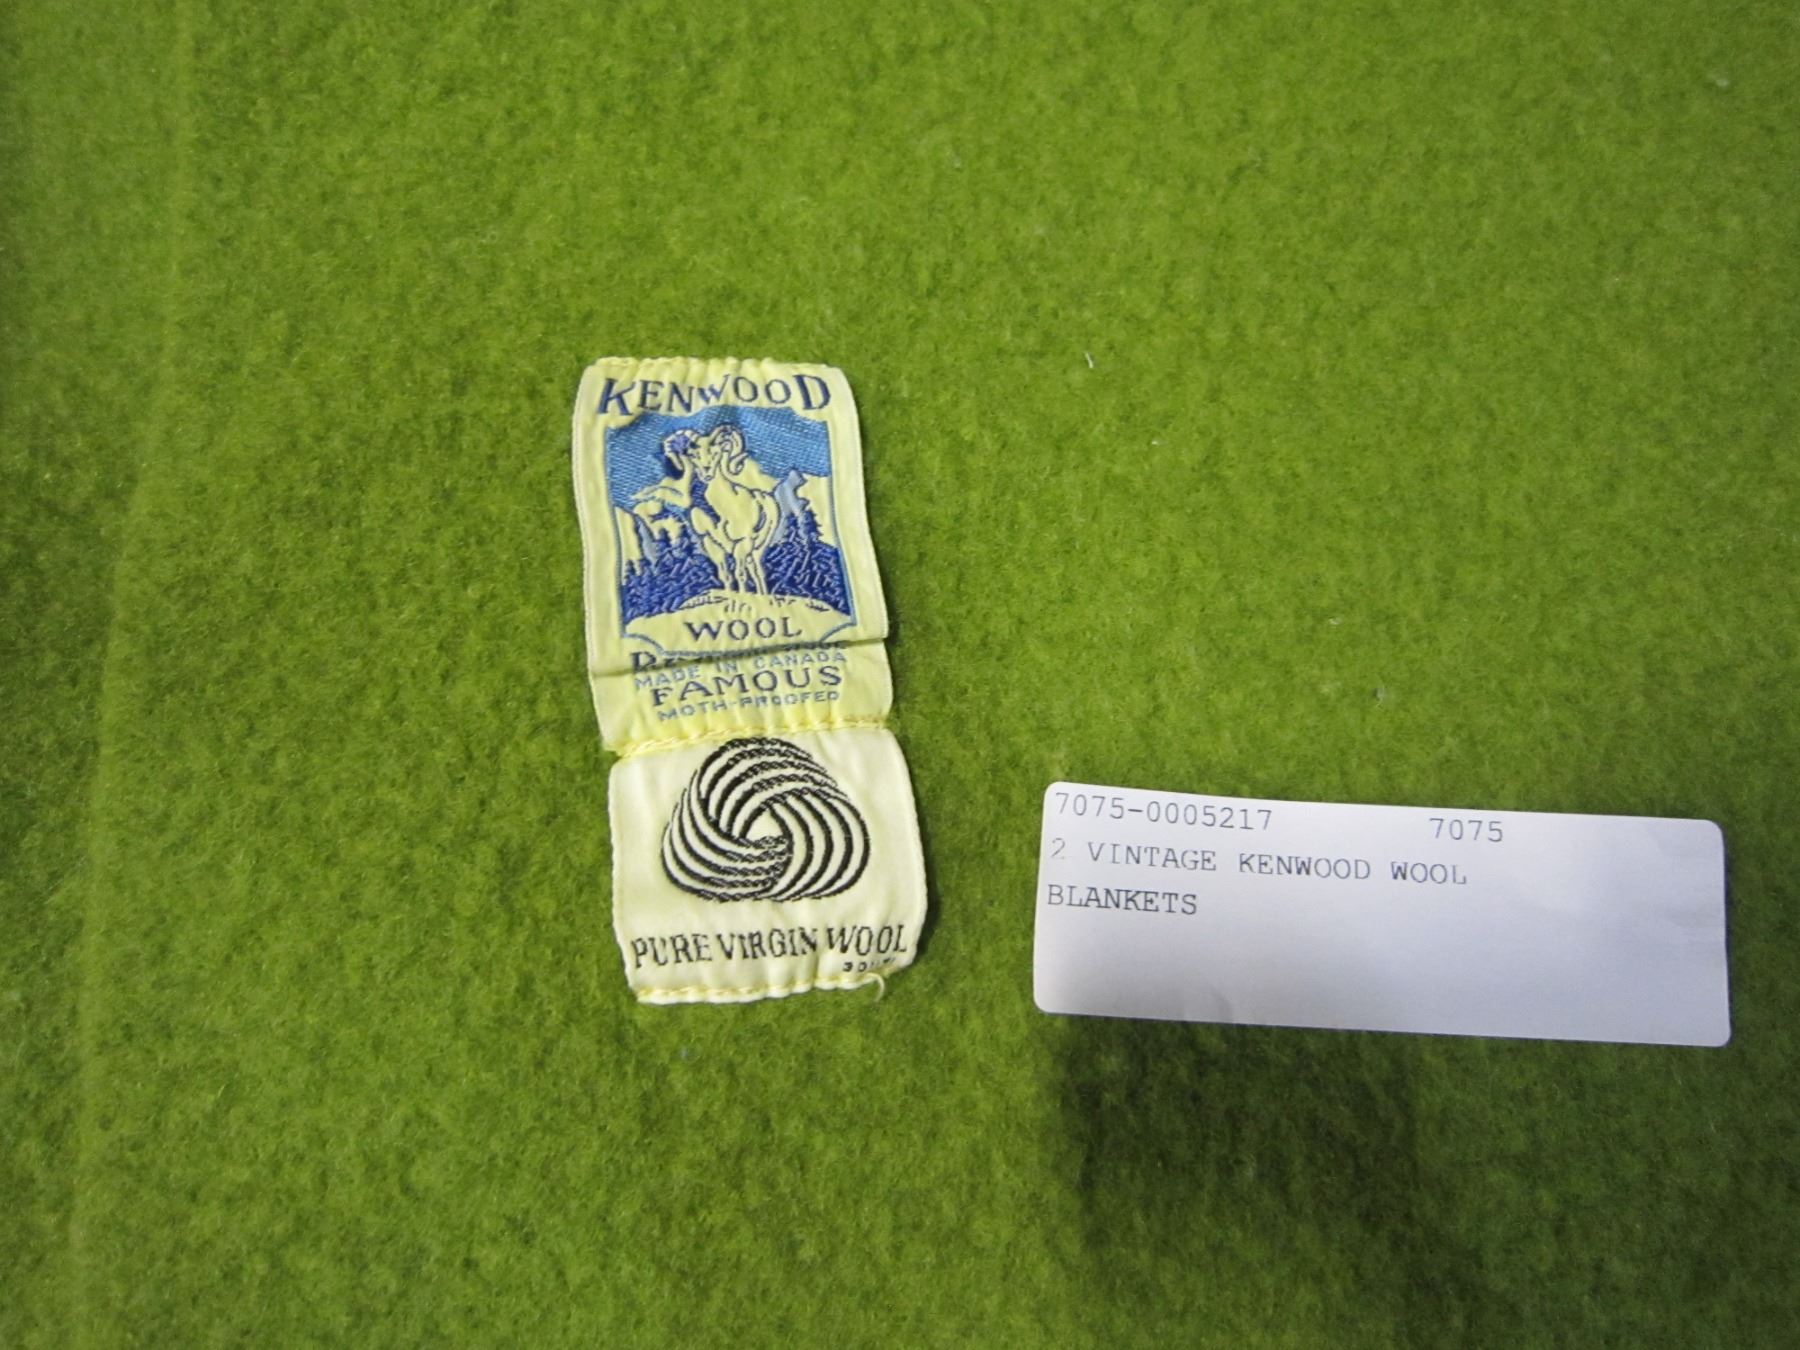 KENWOOD
WOOL
MADE IN CANADA
FAMOUS
MOTH-PROOFED
PURE VIRGIN WOOL
7075-0005217 7075
2 VINTAGE KENWOOD WOOL
BLANKETS